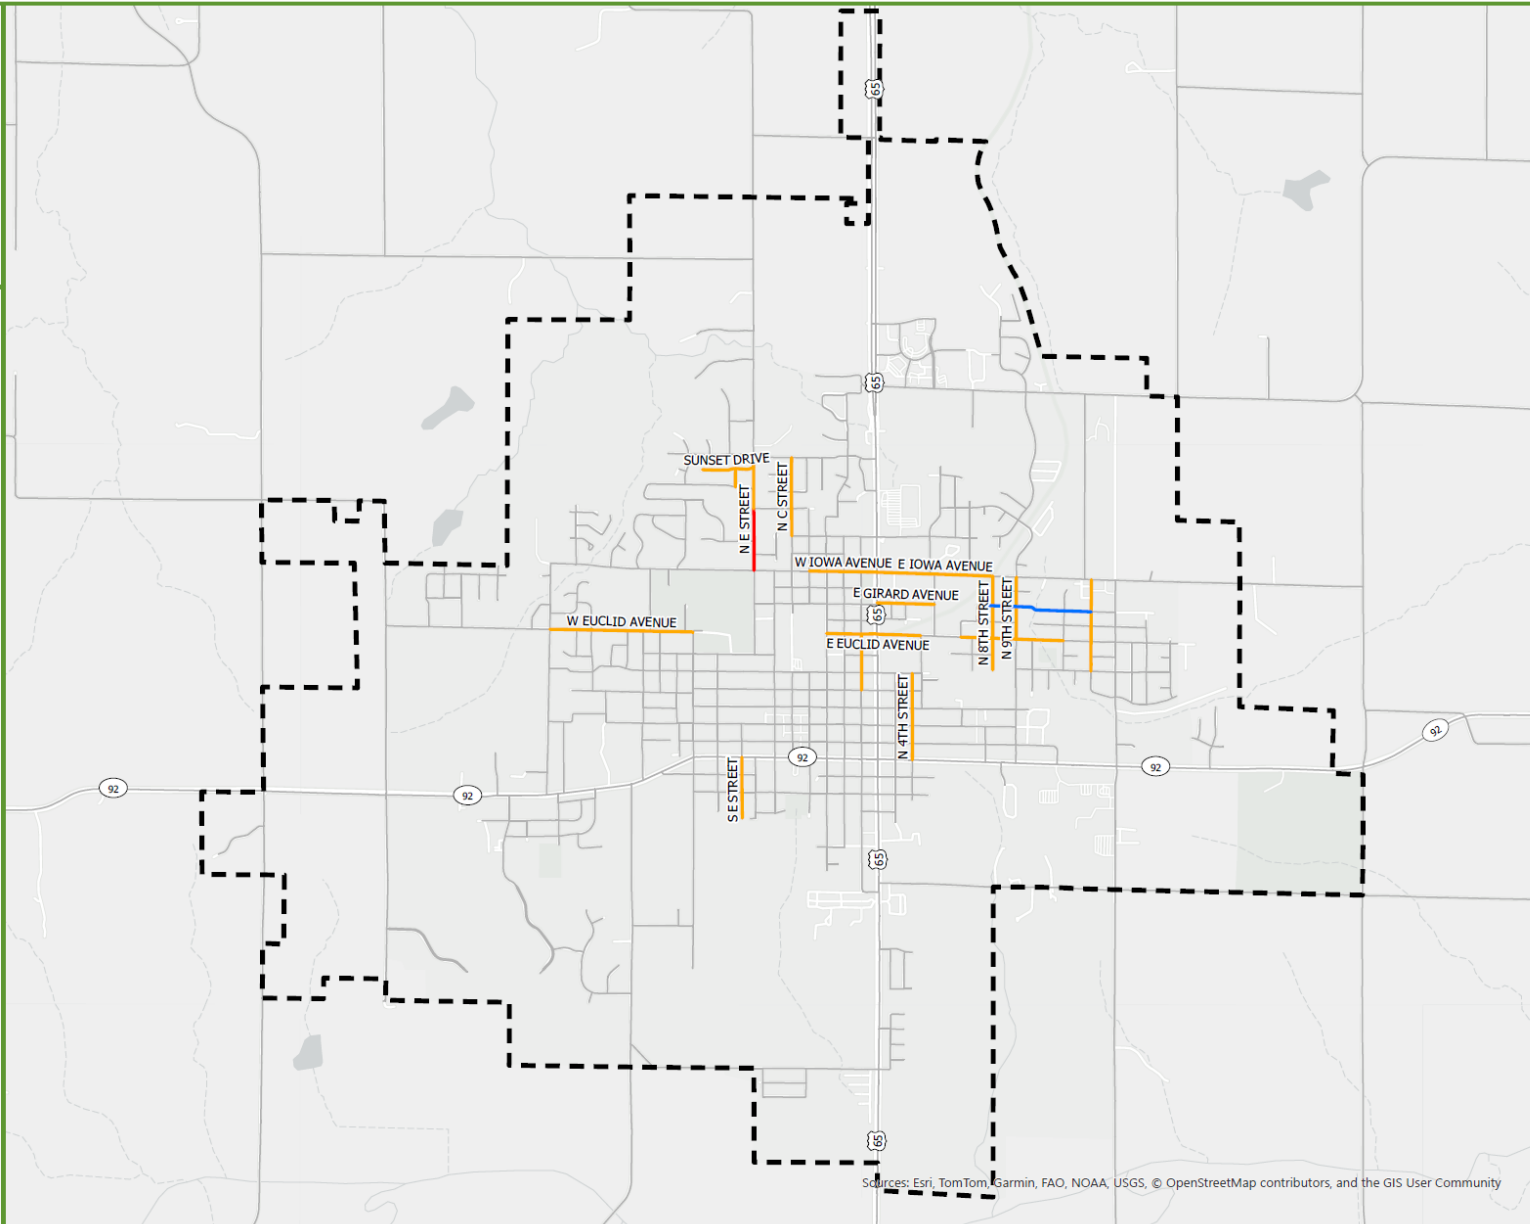 65
65
SUNSET DRIVE
N C STREET
N E STREET
W IOWA AVENUE E IOWA AVENUE
E GIRARD AVENUE
65
N 8TH STREET
N 9TH STREET
W EUCLID AVENUE
E EUCLID AVENUE
N 4TH STREET
92
92
92
92
92
S E STREET
65
65
Sources: Esri, TomTom, Garmin, FAO, NOAA, USGS, © OpenStreetMap contributors, and the GIS User Community